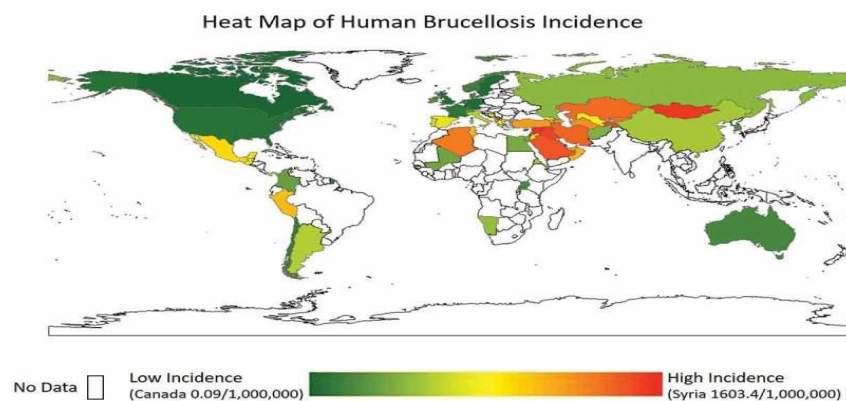 Heat Map of Human Brucellosis Incidence
No Data
Low Incidence
(Canada 0.09/1,000,000)
High Incidence
(Syria 1603.4/1,000,000)